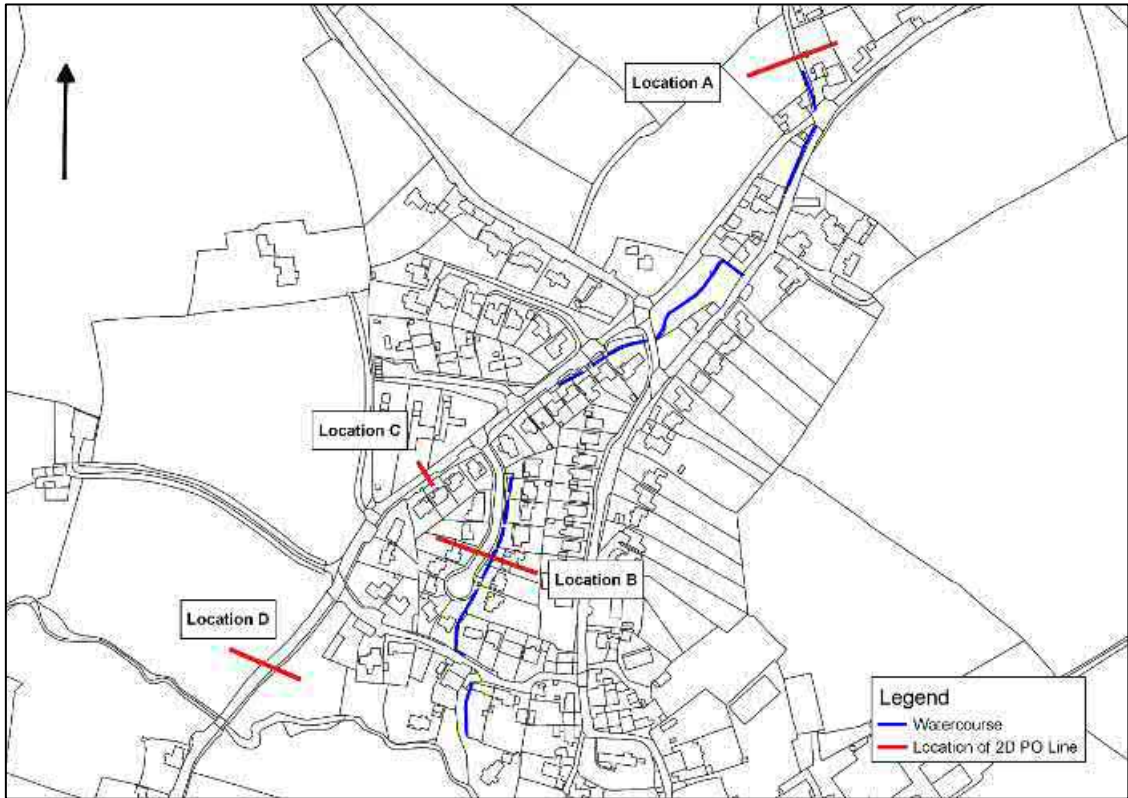 Location A
Location C
Location B
Location D
Legend
Watercourse
Location of 2D PO Line